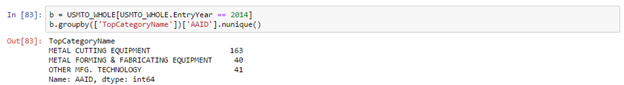 In [83]: b = USMTO_WHOLE[USMTO_WHOLE.EntryYear == 2014]
b.groupby(['TopCategoryName'])['AAID'].nunique()
Out[83]: TopCategoryName
METAL CUTTING EQUIPMENT 163
METAL FORMING & FABRICATING EQUIPMENT 40
OTHER MFG. TECHNOLOGY 41
Name: AAID, dtype: int64